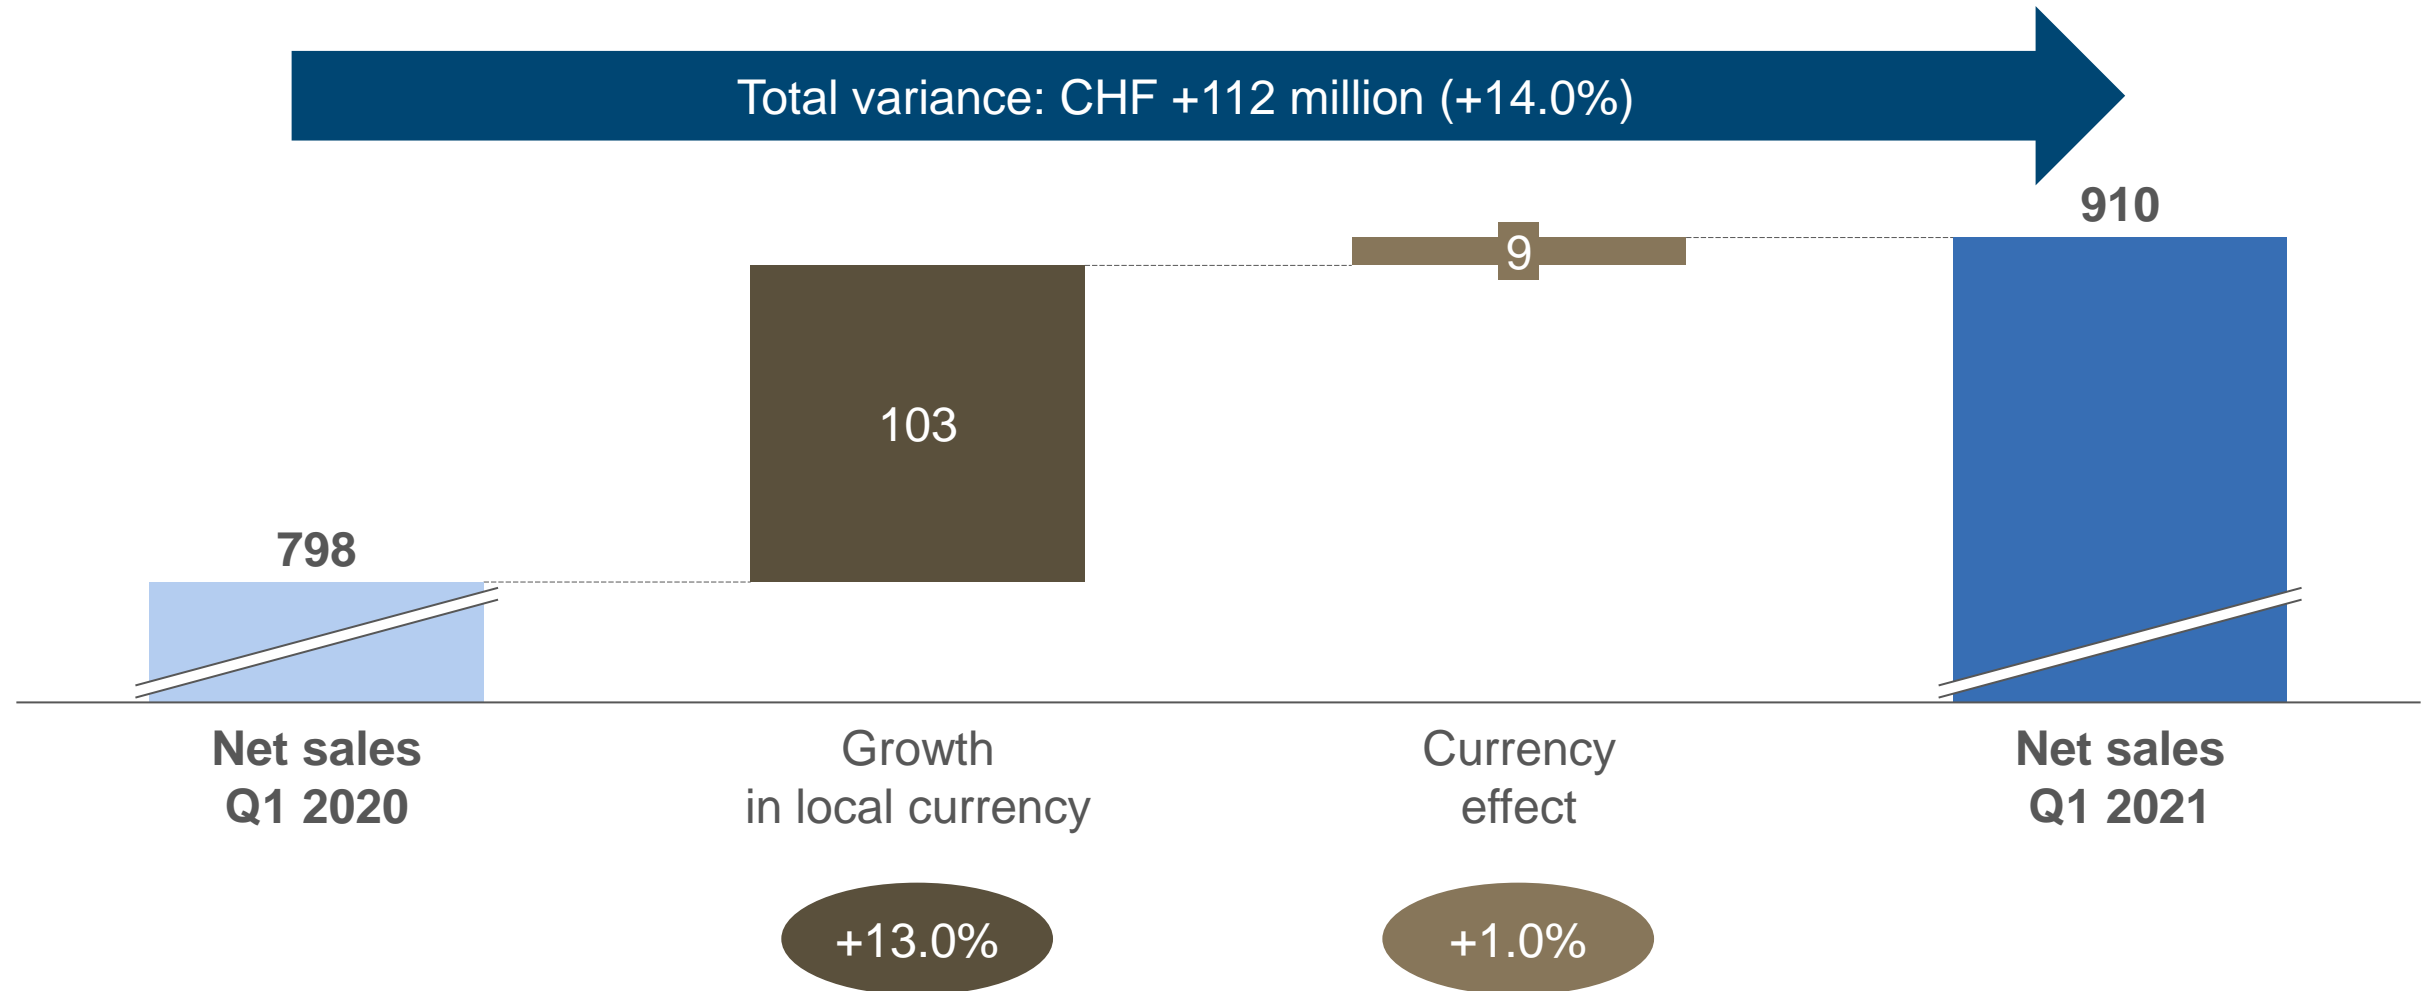 Total variance: CHF +112 million (+14.0%)
910
9
103
798
Net sales
Q1 2020
Growth
in local currency
Currency
effect
Net sales
Q1 2021
+13.0%
+1.0%